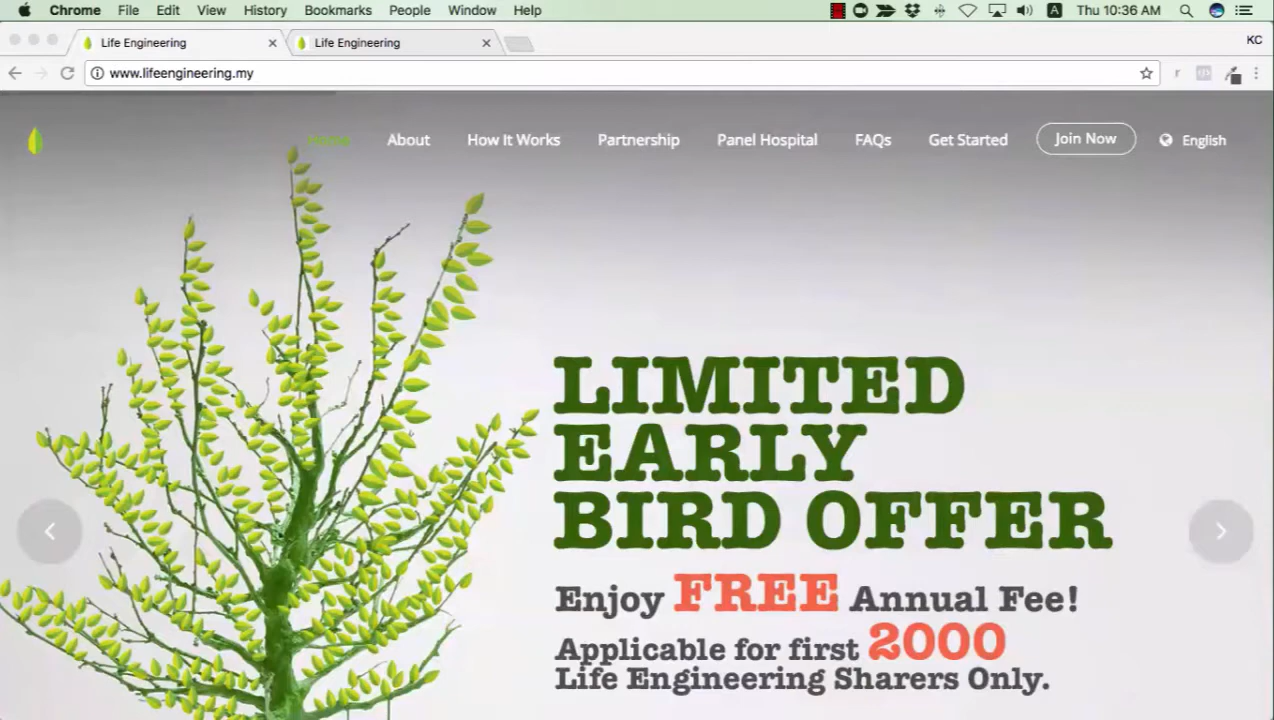 Chrome File Edit View History Bookmarks People Window Help Thu 10:36 AM
Life Engineering Life Engineering KC
www.lifeengineering.my
Home About How It Works Partnership Panel Hospital FAQs Get Started Join Now English
LIMITED
EARLY
BIRD OFFER
Enjoy FREE Annual Fee!
Applicable for first 2000
Life Engineering Sharers Only.